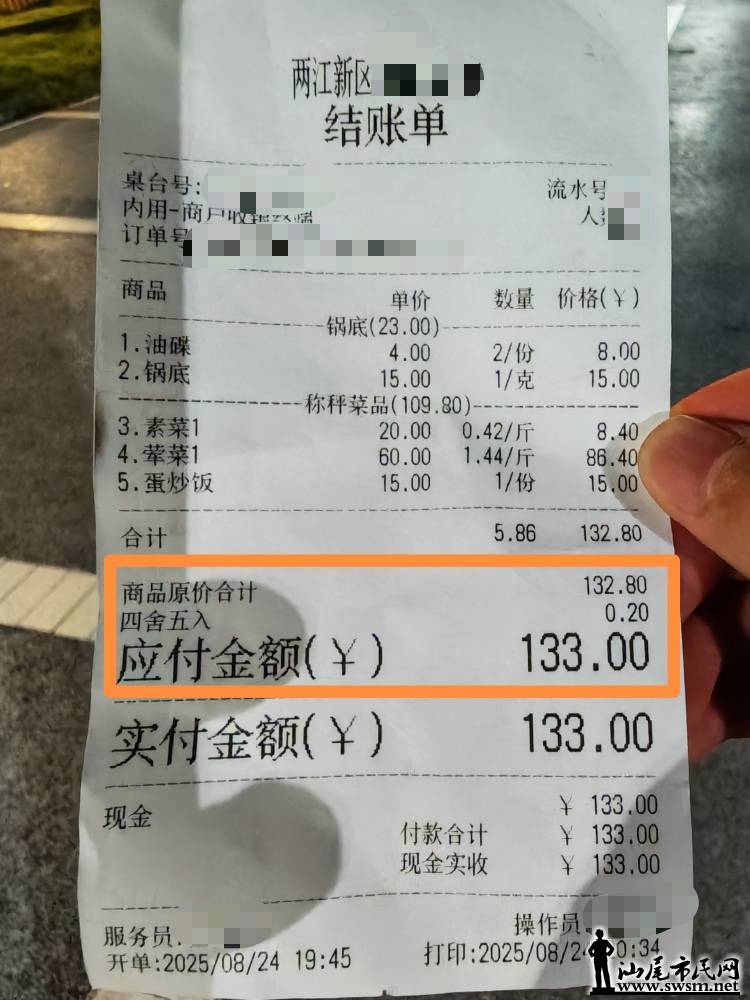 两江新区
结账单
桌台号:
流水号
内用-商户收银终端
人数
订单号
商品 单价 数量 价格(￥)
锅底(23.00)
1.油碟 4.00 2/份 8.00
2.锅底 15.00 1/克 15.00
称秤菜品(109.80)
3.素菜1 20.00 0.42/斤 8.40
4.荤菜1 60.00 1.44/斤 86.40
5.蛋炒饭 15.00 1/份 15.00
合计 5.86 132.80
商品原价合计 132.80
四舍五入 0.20
应付金额(￥) 133.00
实付金额(￥) 133.00
现金 ￥ 133.00
付款合计 ￥ 133.00
现金实收 ￥ 133.00
服务员. 操作员
开单:2025/08/24 19:45 打印:2025/08/24 20:34
汕尾市民网
www.swsm.net